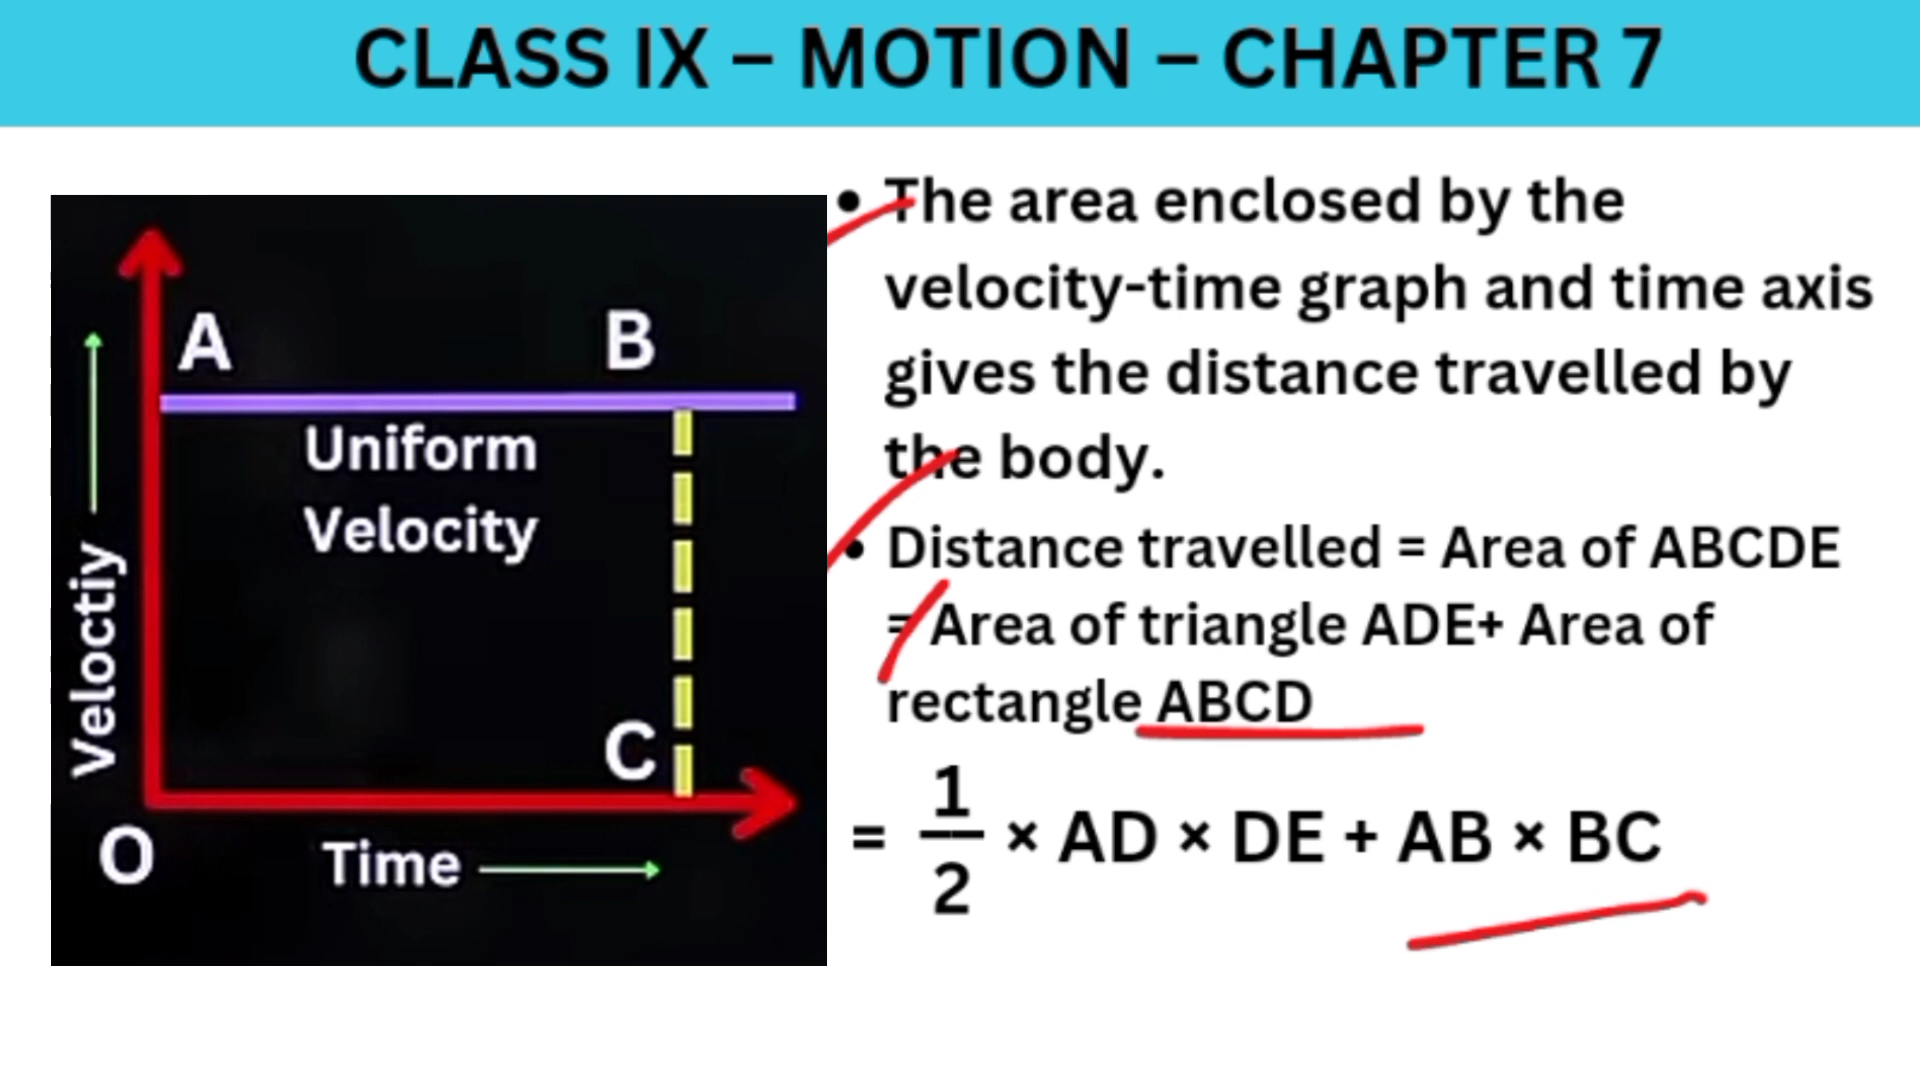 CLASS IX – MOTION – CHAPTER 7
A
B
Uniform
Velocity
Veloctiy
C
O
Time
• The area enclosed by the
velocity-time graph and time axis
gives the distance travelled by
the body.
• Distance travelled = Area of ABCDE
= Area of triangle ADE+ Area of
rectangle ABCD
= 1/2 × AD × DE + AB × BC